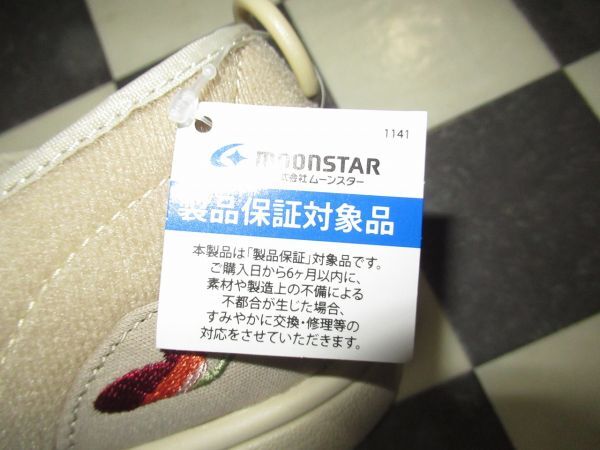 1141
MOONSTAR
式会社ムーンスター
製品保証対象品
本製品は「製品保証」対象品です。
ご購入日から6ヶ月以内に、
素材や製造上の不備による
不都合が生じた場合、
すみやかに交換・修理等の
対応をさせていただきます。